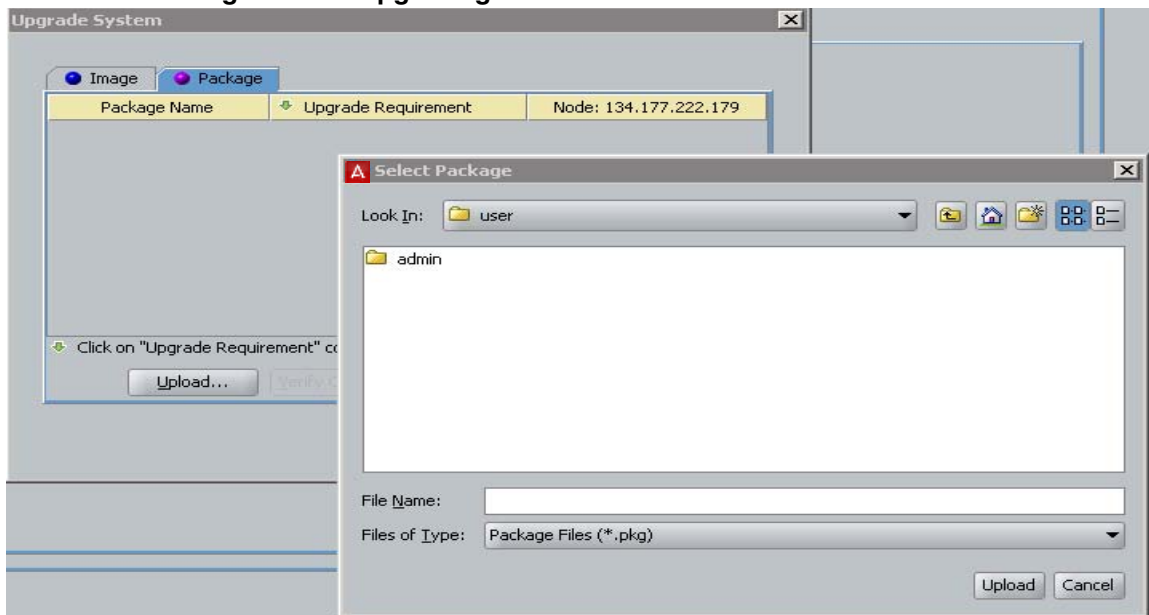 Upgrade System
Image
Package
Package Name
Upgrade Requirement
Node: 134.177.222.179
Select Package
Look In:
user
admin
Click on "Upgrade Requirement"
Upload...
File Name:
Files of Type:
Package Files (*.pkg)
Upload
Cancel